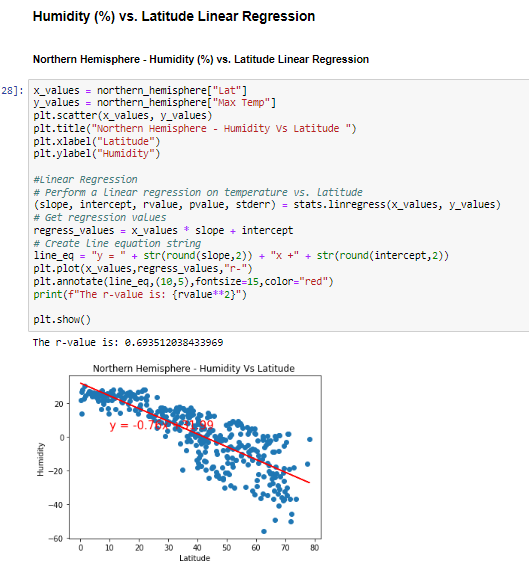 Humidity (%) vs. Latitude Linear Regression
Northern Hemisphere - Humidity (%) vs. Latitude Linear Regression
28]:
x_values = northern_hemisphere["Lat"]
y_values = northern_hemisphere["Max Temp"]
plt.scatter(x_values, y_values)
plt.title("Northern Hemisphere - Humidity Vs Latitude ")
plt.xlabel("Latitude")
plt.ylabel("Humidity")
#Linear Regression
# Perform a linear regression on temperature vs. latitude
(slope, intercept, rvalue, pvalue, stderr) = stats.linregress(x_values, y_values)
# Get regression values
regress_values = x_values * slope + intercept
# Create line equation string
line_eq = "y = " + str(round(slope,2)) + "x +" + str(round(intercept,2))
plt.plot(x_values,regress_values,"r-")
plt.annotate(line_eq,(10,5),fontsize=15,color="red")
print(f"The r-value is: {rvalue**2}")
plt.show()
The r-value is: 0.693512038433969
Northern Hemisphere - Humidity Vs Latitude
20
0
−20
−40
−60
Humidity
y =
0 10 20 30 40 50 60 70 80
Latitude